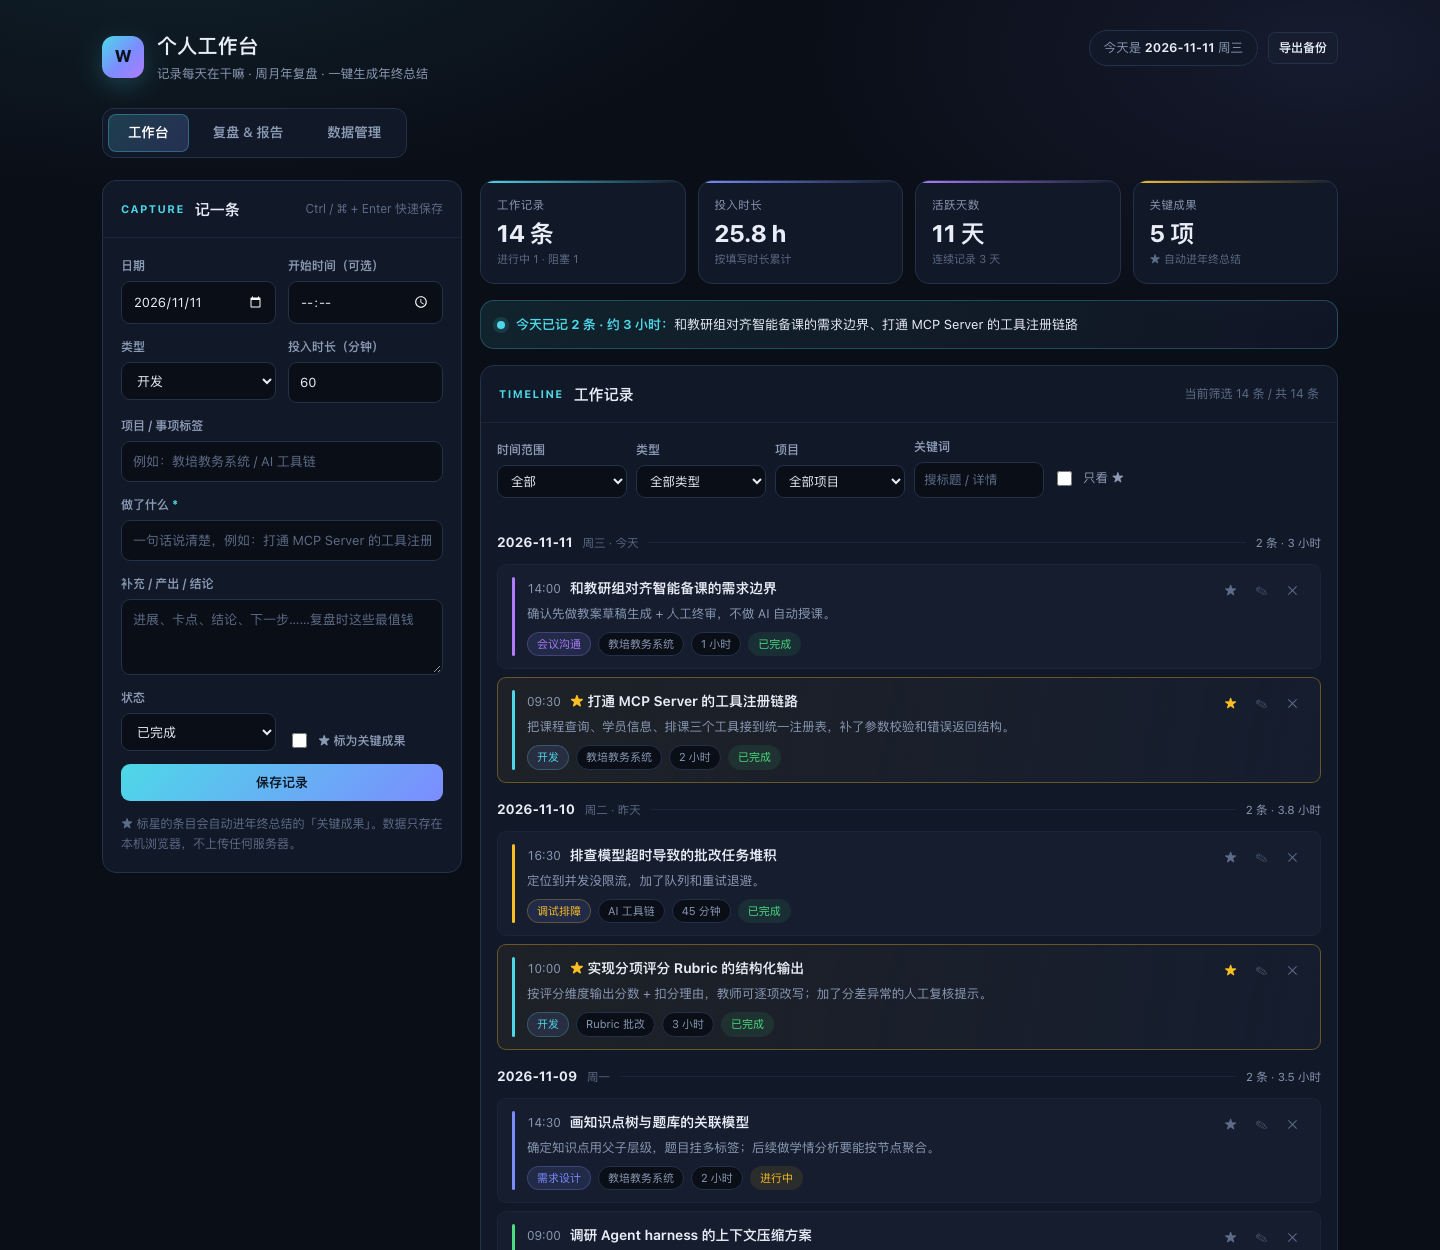 W
个人工作台
记录每天在干嘛 · 周月年复盘 · 一键生成年终总结
今天是 2026-11-11 周三
导出备份
工作台
复盘 & 报告
数据管理
CAPTURE 记一条
Ctrl / ⌘ + Enter 快速保存
日期
开始时间（可选）
2026/11/11
--:--
类型
投入时长（分钟）
开发
60
项目 / 事项标签
例如：教培教务系统 / AI 工具链
做了什么 *
一句话说清楚，例如：打通 MCP Server 的工具注册
补充 / 产出 / 结论
进展、卡点、结论、下一步……复盘时这些最值钱
状态
已完成
★ 标为关键成果
保存记录
★ 标星的条目会自动进年终总结的「关键成果」。数据只存在
本机浏览器，不上传任何服务器。
工作记录
14 条
进行中 1 · 阻塞 1
投入时长
25.8 h
按填写时长累计
活跃天数
11 天
连续记录 3 天
关键成果
5 项
★ 自动进年终总结
今天已记 2 条 · 约 3 小时：和教研组对齐智能备课的需求边界、打通 MCP Server 的工具注册链路
TIMELINE 工作记录
当前筛选 14 条 / 共 14 条
时间范围
类型
项目
关键词
全部
全部类型
全部项目
搜标题 / 详情
只看 ★
2026-11-11 周三 · 今天
2 条 · 3 小时
14:00 和教研组对齐智能备课的需求边界
★ ✎ ✕
确认先做教案草稿生成 + 人工终审，不做 AI 自动授课。
会议沟通 教培教务系统 1 小时 已完成
09:30 ★ 打通 MCP Server 的工具注册链路
★ ✎ ✕
把课程查询、学员信息、排课三个工具接到统一注册表，补了参数校验和错误返回结构。
开发 教培教务系统 2 小时 已完成
2026-11-10 周二 · 昨天
2 条 · 3.8 小时
16:30 排查模型超时导致的批改任务堆积
★ ✎ ✕
定位到并发没限流，加了队列和重试退避。
调试排障 AI 工具链 45 分钟 已完成
10:00 ★ 实现分项评分 Rubric 的结构化输出
★ ✎ ✕
按评分维度输出分数 + 扣分理由，教师可逐项改写；加了分差异常的人工复核提示。
开发 Rubric 批改 3 小时 已完成
2026-11-09 周一
2 条 · 3.5 小时
14:30 画知识点树与题库的关联模型
★ ✎ ✕
确定知识点用父子层级，题目挂多标签；后续做学情分析要能按节点聚合。
需求设计 教培教务系统 2 小时 进行中
09:00 调研 Agent harness 的上下文压缩方案
★ ✎ ✕